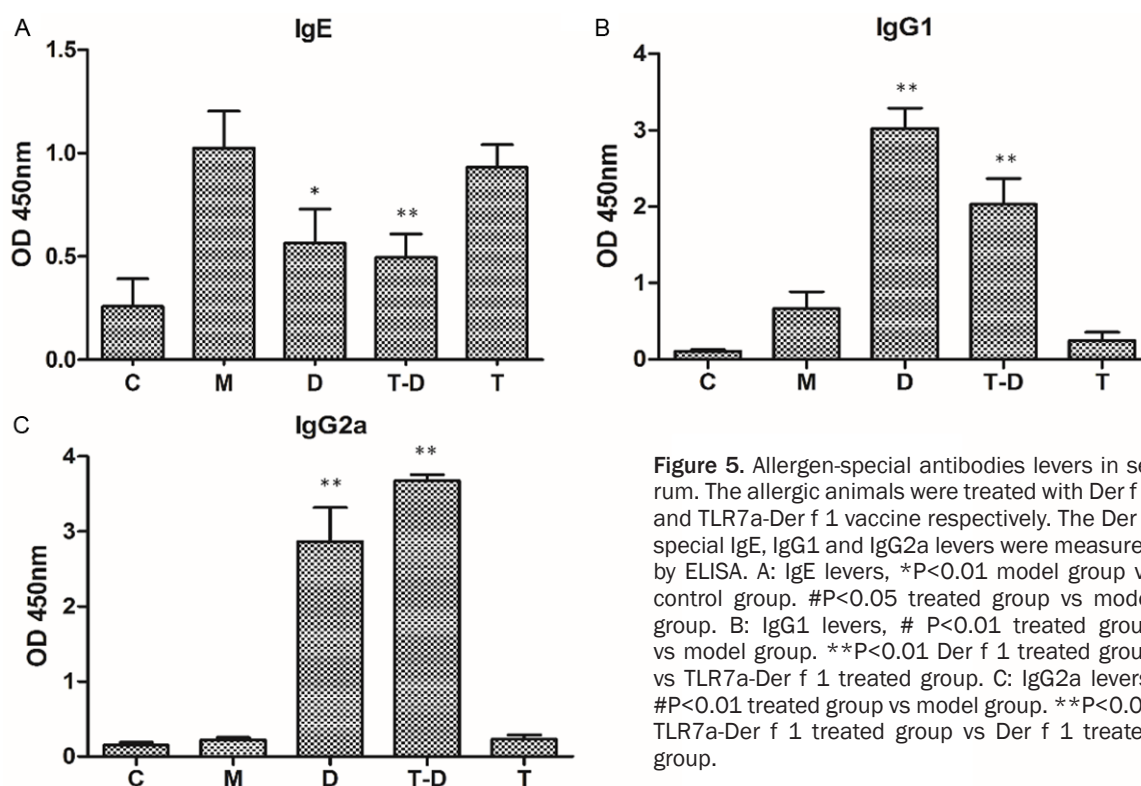 A
IgE
1.5
1.0
0.5
0.0
OD 450nm
*
**
C M D T-D T
B
IgG1
4
3
2
1
0
OD 450nm
**
**
C M D T-D T
C
IgG2a
4
3
2
1
0
OD 450nm
**
**
C M D T-D T
Figure 5. Allergen-special antibodies levers in se
rum. The allergic animals were treated with Der f
and TLR7a-Der f 1 vaccine respectively. The Der
special IgE, IgG1 and IgG2a levers were measure
by ELISA. A: IgE levers, *P<0.01 model group v
control group. #P<0.05 treated group vs mode
group. B: IgG1 levers, # P<0.01 treated grou
vs model group. **P<0.01 Der f 1 treated grou
vs TLR7a-Der f 1 treated group. C: IgG2a levers
#P<0.01 treated group vs model group. **P<0.0
TLR7a-Der f 1 treated group vs Der f 1 treate
group.